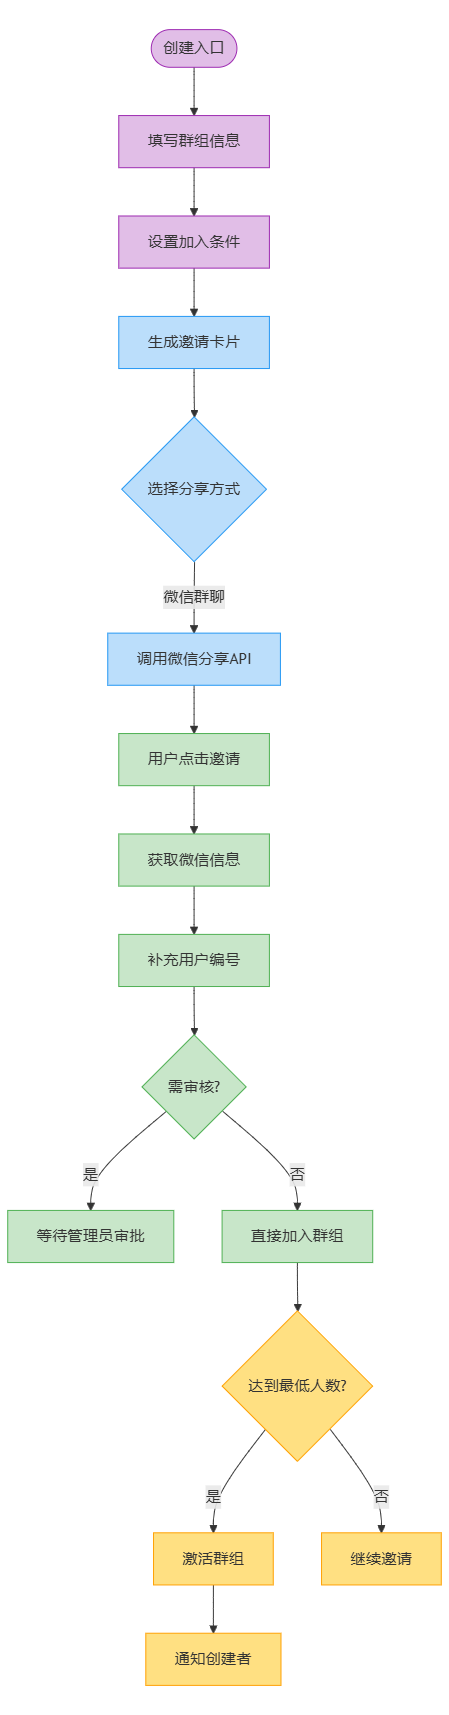 创建入口
填写群组信息
设置加入条件
生成邀请卡片
选择分享方式
微信群聊
调用微信分享API
用户点击邀请
获取微信信息
补充用户编号
需审核?
是
否
等待管理员审批
直接加入群组
达到最低人数?
是
否
激活群组
继续邀请
通知创建者